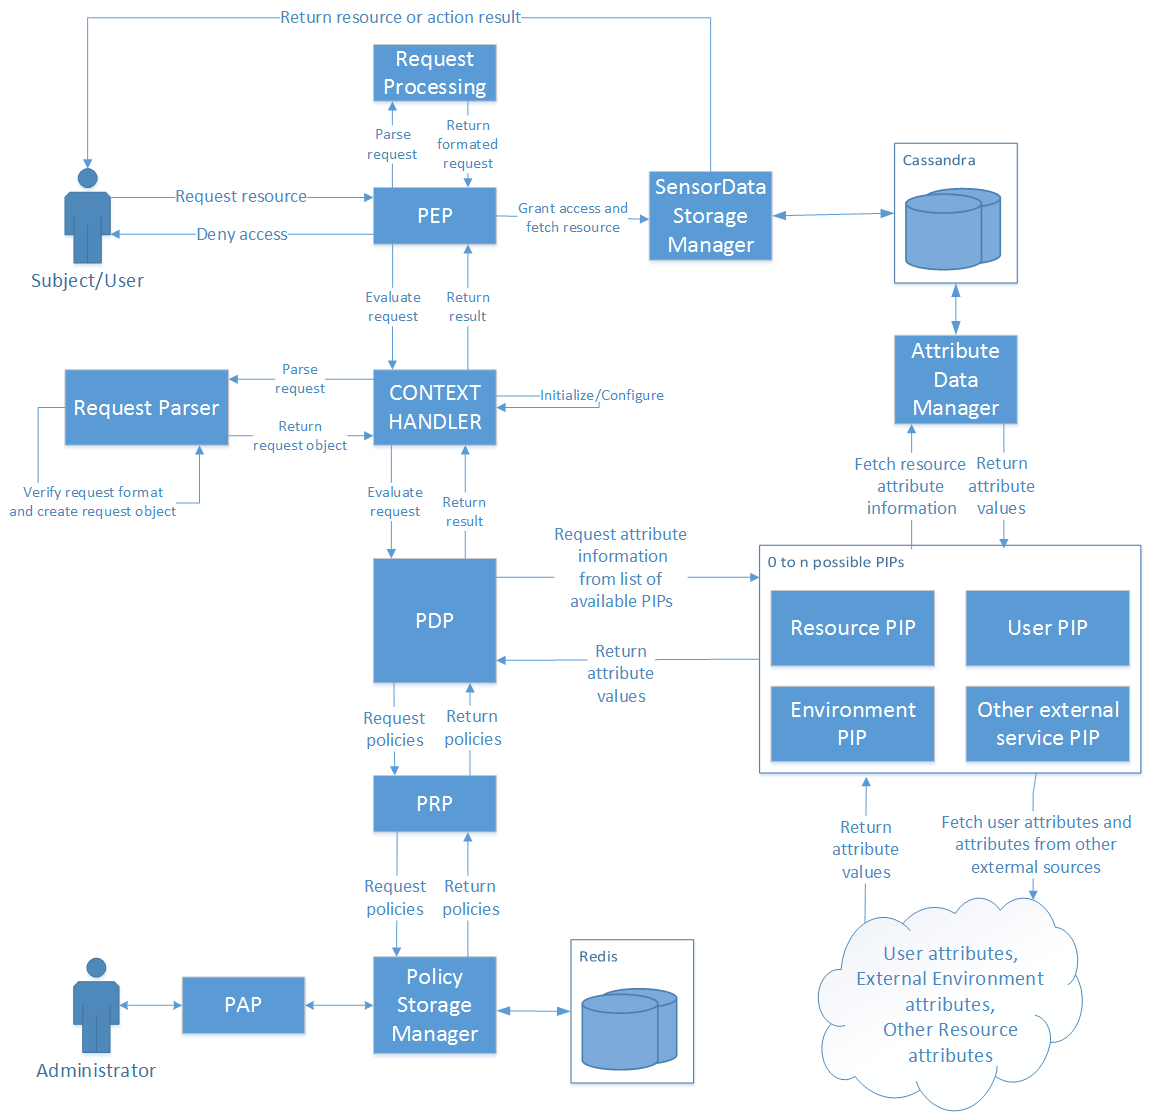 Return resource or action result
Request
Processing
Parse
request
Return
formated
request
Cassandra
Request resource
PEP
Grant access and
fetch resource
SensorData
Storage
Manager
Deny access
Subject/User
Evaluate
request
Return
result
Attribute
Data
Manager
Parse
request
Request Parser
CONTEXT
HANDLER
Initialize/Configure
Return
request object
Fetch resource
attribute
information
Return
attribute
values
Verify request format
and create request object
Evaluate
request
Return
result
Request attribute
information
from list of
available PIPs
0 to n possible PIPs
PDP
Resource PIP
User PIP
Return
attribute
values
Environment
PIP
Other external
service PIP
Request
policies
Return
policies
PRP
Return
attribute
values
Fetch user attributes and
attributes from other
extermal sources
Request
policies
Return
policies
Redis
User attributes,
External Environment
attributes,
Other Resource
attributes
PAP
Policy
Storage
Manager
Administrator